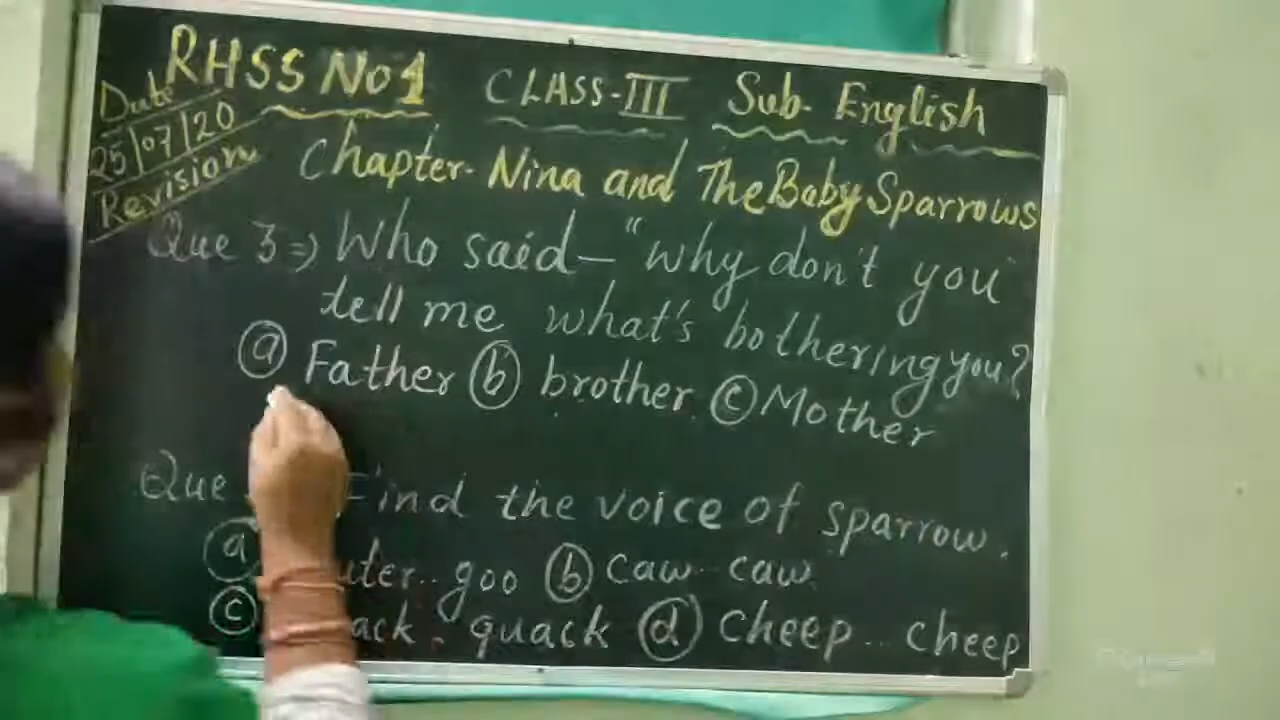 RHSS No 1 CLASS-III Sub- English
Date
25/07/20
Revision
Chapter- Nina and The Baby Sparrows
Que 3 => Who said- "why don't you
tell me what's bothering you?
(a) Father (b) brother (c) Mother
Que Find the voice of sparrow.
(a) goo (b) caw-caw
(c) quack (d) Cheep.. cheep